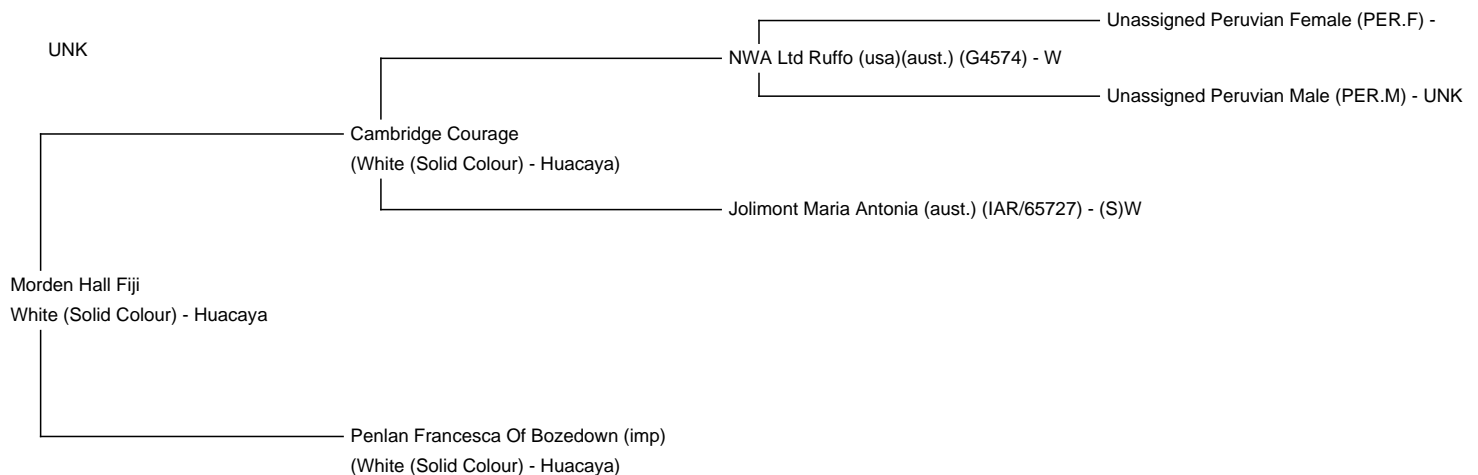 Unassigned Peruvian Female (PER.F) -
UNK
NWA Ltd Ruffo (usa)(aust.) (G4574) - W
Unassigned Peruvian Male (PER.M) - UNK
Cambridge Courage
(White (Solid Colour) - Huacaya)
Jolimont Maria Antonia (aust.) (IAR/65727) - (S)W
Morden Hall Fiji
White (Solid Colour) - Huacaya
Penlan Francesca Of Bozedown (imp)
(White (Solid Colour) - Huacaya)